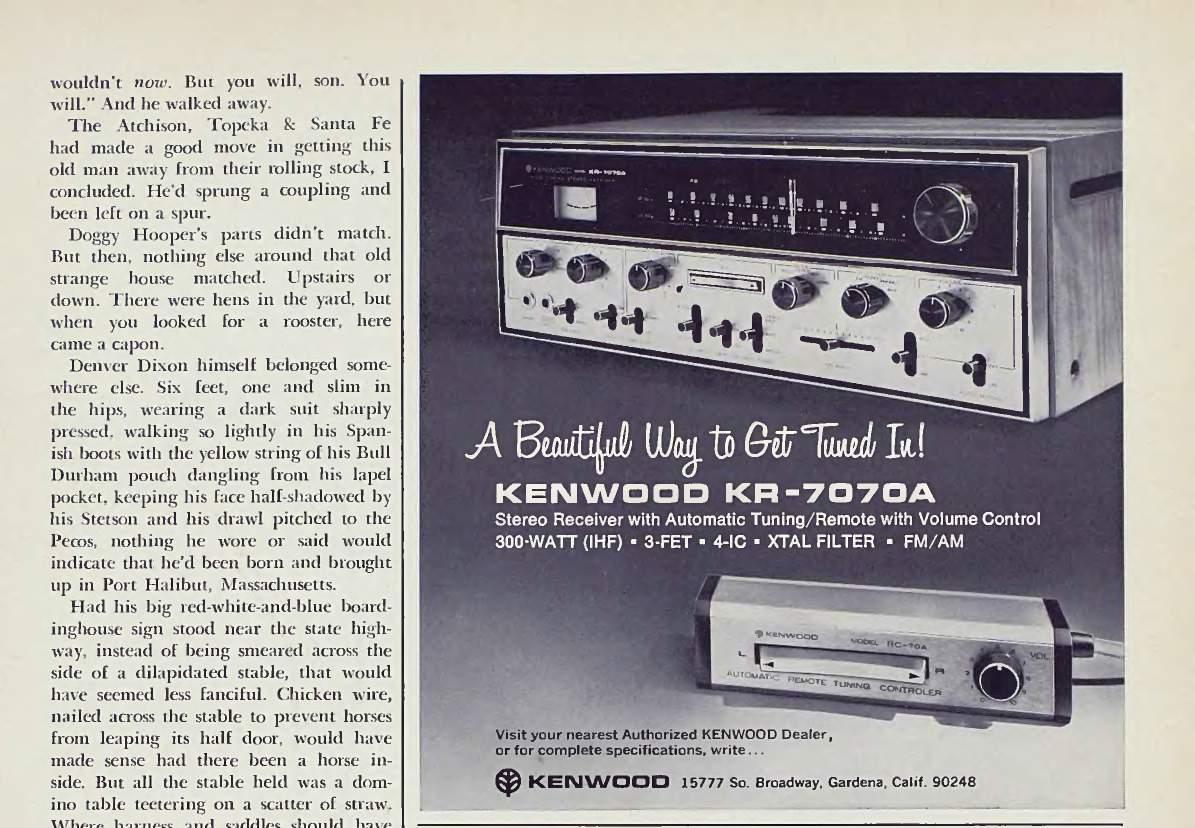 wouldn't now. But you will, son. You
will." And he walked away.
The Atchison, Topeka & Santa Fe
had made a good move in getting this
old man away from their rolling stock, I
concluded. He'd sprung a coupling and
been left on a spur.
Doggy Hooper's parts didn't match.
But then, nothing else around that old
strange house matched. Upstairs or
down. There were hens in the yard, but
when you looked for a rooster, here
came a capon.
Denver Dixon himself belonged some-
where else. Six feet, one and slim in
the hips, wearing a dark suit sharply
pressed, walking so lightly in his Span-
ish boots with the yellow string of his Bull
Durham pouch dangling from his lapel
pocket, keeping his face half-shadowed by
his Stetson and his drawl pitched to the
Pecos, nothing he wore or said would
indicate that he'd been born and brought
up in Port Halibut, Massachusetts.
Had his big red-white-and-blue board-
inghouse sign stood near the state high-
way, instead of being smeared across the
side of a dilapidated stable, that would
have seemed less fanciful. Chicken wire,
nailed across the stable to prevent horses
from leaping its half door, would have
made sense had there been a horse in-
side. But all the stable held was a dom-
ino table teetering on a scatter of straw.
Where harness and saddles should have
KENWOOD KR-7070A
A Beautiful Way to Get Tuned In!
KENWOOD KR-7070A
Stereo Receiver with Automatic Tuning/Remote with Volume Control
300-WATT (IHF) ▪ 3-FET ▪ 4-IC ▪ XTAL FILTER ▪ FM/AM
KENWOOD MODEL RC-70A VOL
L R
AUTOMATIC REMOTE TUNING CONTROLER
Visit your nearest Authorized KENWOOD Dealer,
or for complete specifications, write...
KENWOOD 15777 So. Broadway, Gardena, Calif. 90248